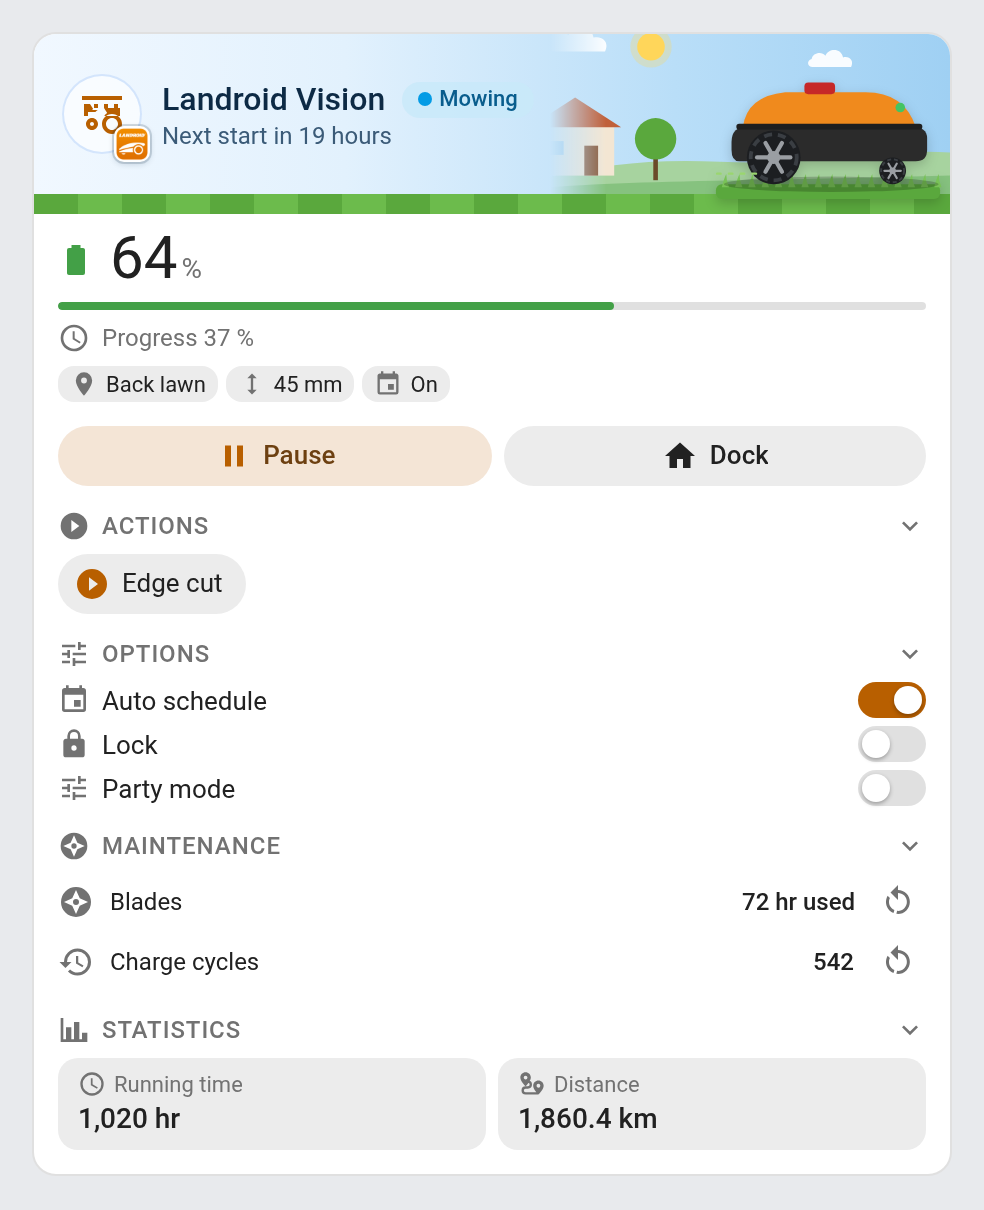 Landroid Vision
Mowing
LANDROID
Next start in 19 hours
64 %
Progress 37 %
Back lawn
45 mm
On
Pause
Dock
ACTIONS
Edge cut
OPTIONS
Auto schedule
Lock
Party mode
MAINTENANCE
Blades
72 hr used
Charge cycles
542
STATISTICS
Running time
1,020 hr
Distance
1,860.4 km